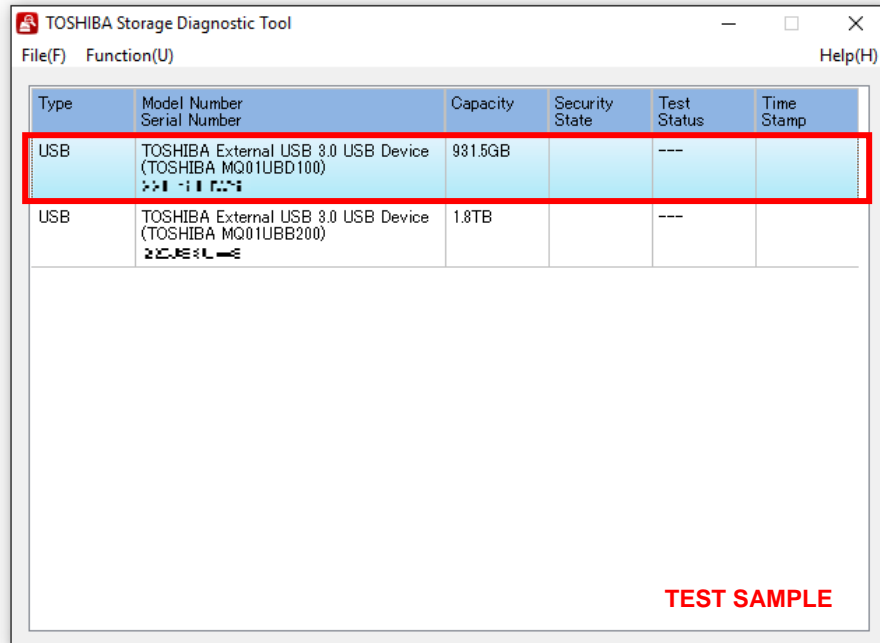 TOSHIBA Storage Diagnostic Tool
File(F) Function(U) Help(H)
Type Model Number Capacity Security Test Time
Serial Number State Status Stamp
USB TOSHIBA External USB 3.0 USB Device 931.5GB ---
(TOSHIBA MQ01UBD100)
USB TOSHIBA External USB 3.0 USB Device 1.8TB ---
(TOSHIBA MQ01UBB200)
TEST SAMPLE